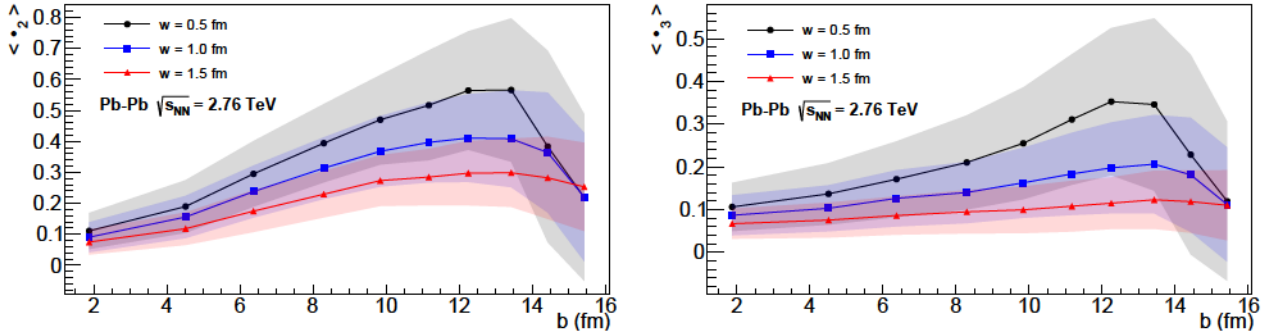 < •₂ >
0.8
0.7
0.6
0.5
0.4
0.3
0.2
0.1
0
w = 0.5 fm
w = 1.0 fm
w = 1.5 fm
Pb-Pb √sNN = 2.76 TeV
2 4 6 8 10 12 14 16
b (fm)
< •₃ >
0.5
0.4
0.3
0.2
0.1
0
w = 0.5 fm
w = 1.0 fm
w = 1.5 fm
Pb-Pb √sNN = 2.76 TeV
2 4 6 8 10 12 14 16
b (fm)